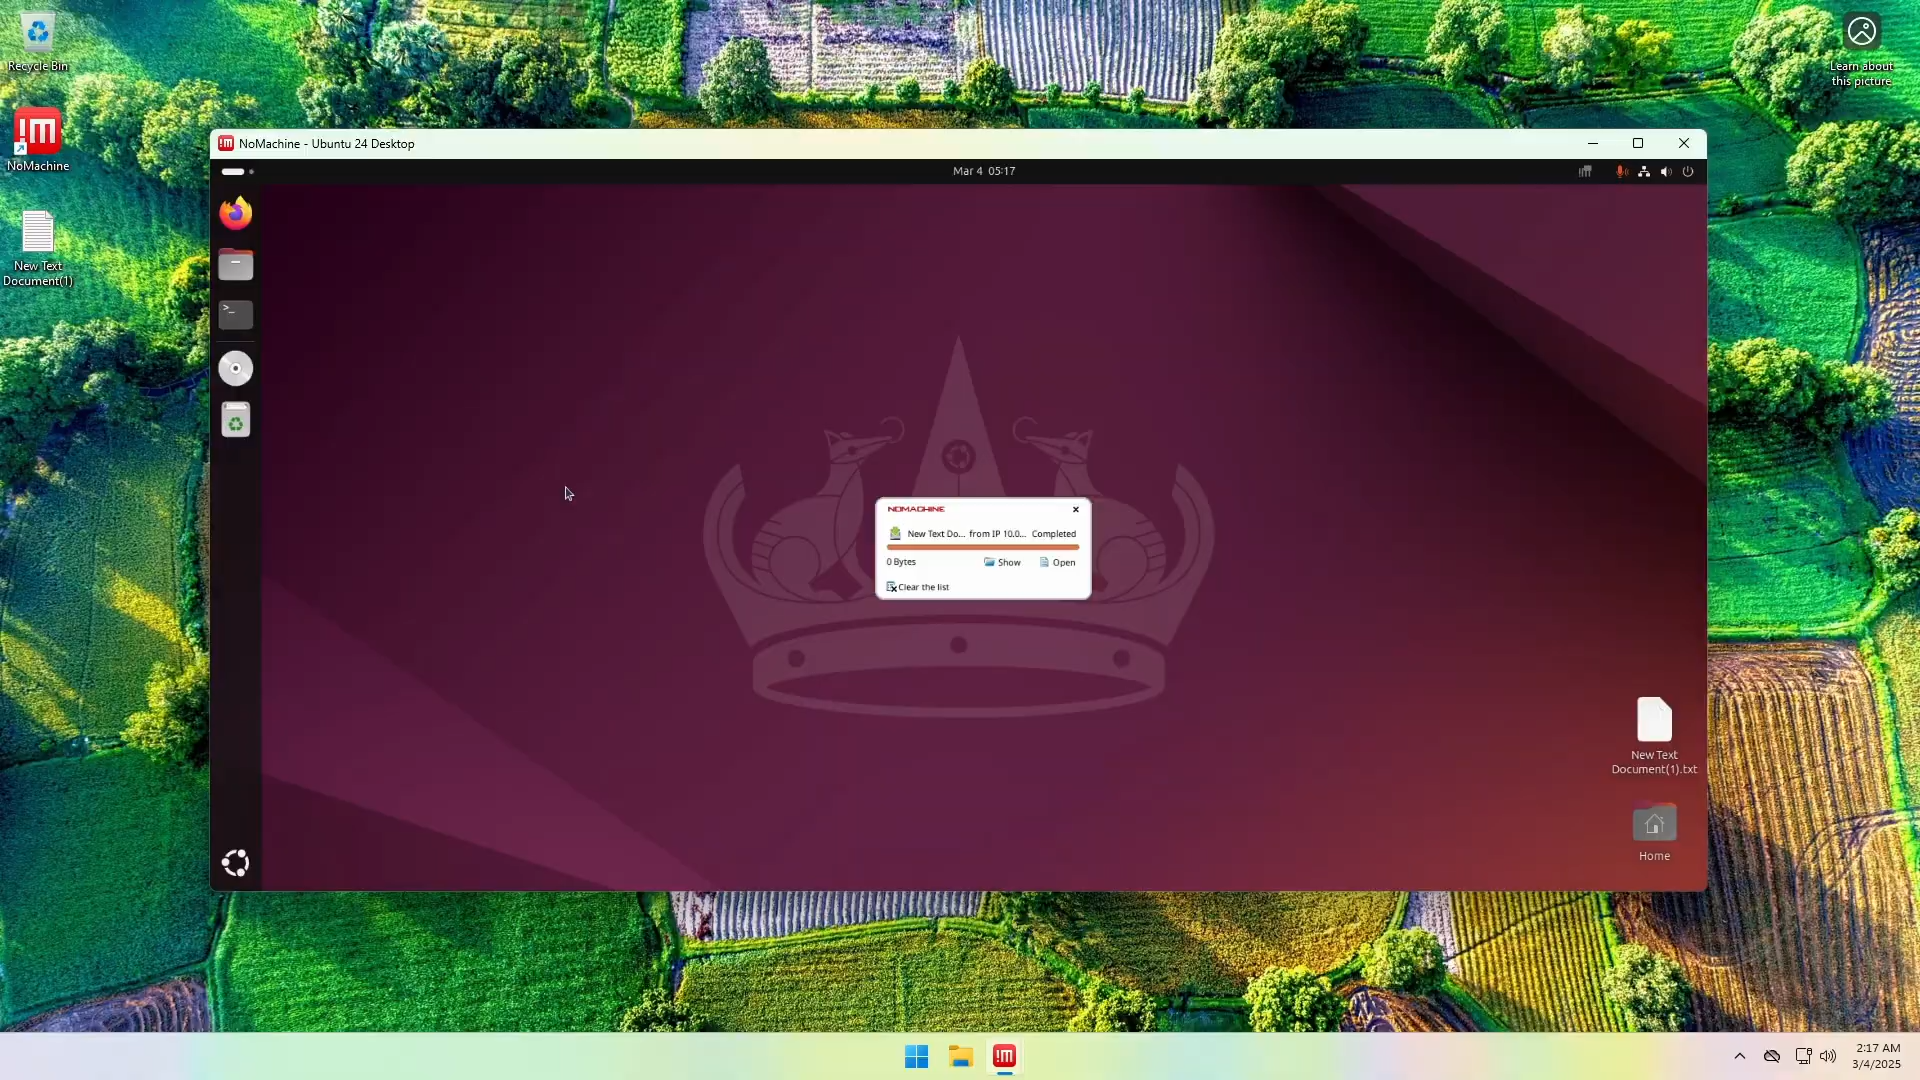 Recycle Bin
Learn about
this picture
NoMachine
New Text
Document(1)
NoMachine - Ubuntu 24 Desktop
Mar 4 05:17
NOMACHINE
New Text Do... from IP 10.0... Completed
0 Bytes Show Open
Clear the list
New Text
Document(1).txt
Home
2:17 AM
3/4/2025